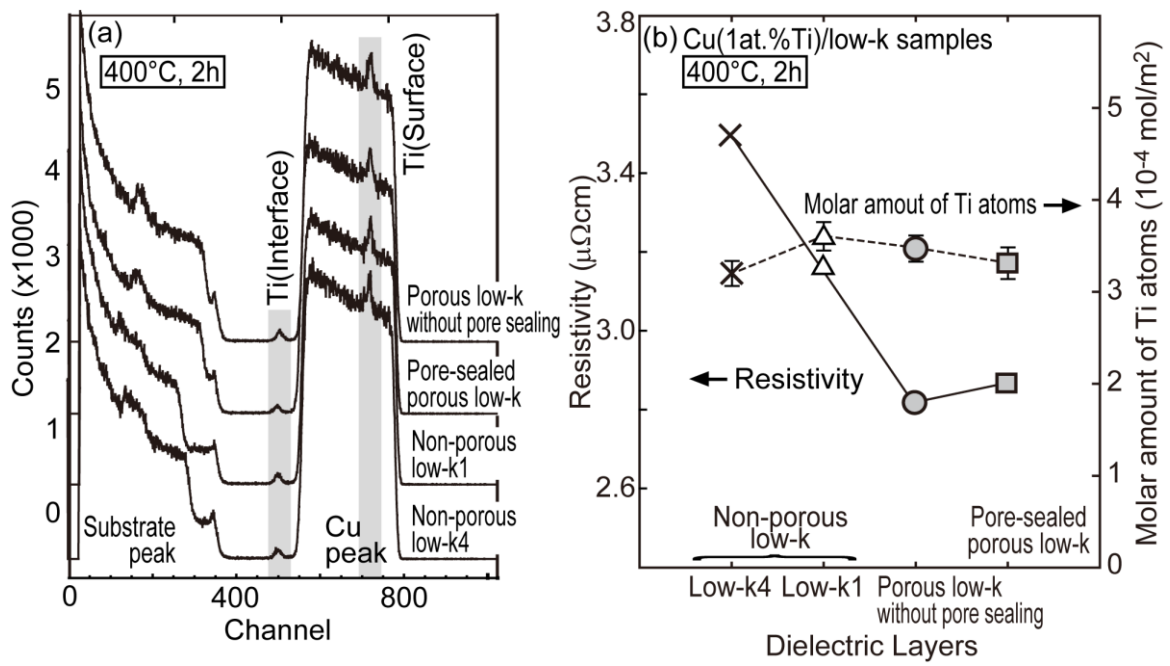 (a)
400°C, 2h
Counts (x1000)
5
4
3
2
1
0
Ti(Interface)
Ti(Surface)
Porous low-k
without pore sealing
Pore-sealed
porous low-k
Non-porous
low-k1
Non-porous
low-k4
Substrate
peak
Cu
peak
0
400
800
Channel
(b) Cu(1at.%Ti)/low-k samples
400°C, 2h
Resistivity (μΩcm)
3.8
3.4
3.0
2.6
Molar amout of Ti atoms
Resistivity
Non-porous
low-k
Pore-sealed
porous low-k
Low-k4
Low-k1
Porous low-k
without pore sealing
Dielectric Layers
5
4
3
2
1
0
Molar amount of Ti atoms (10-4 mol/m2)